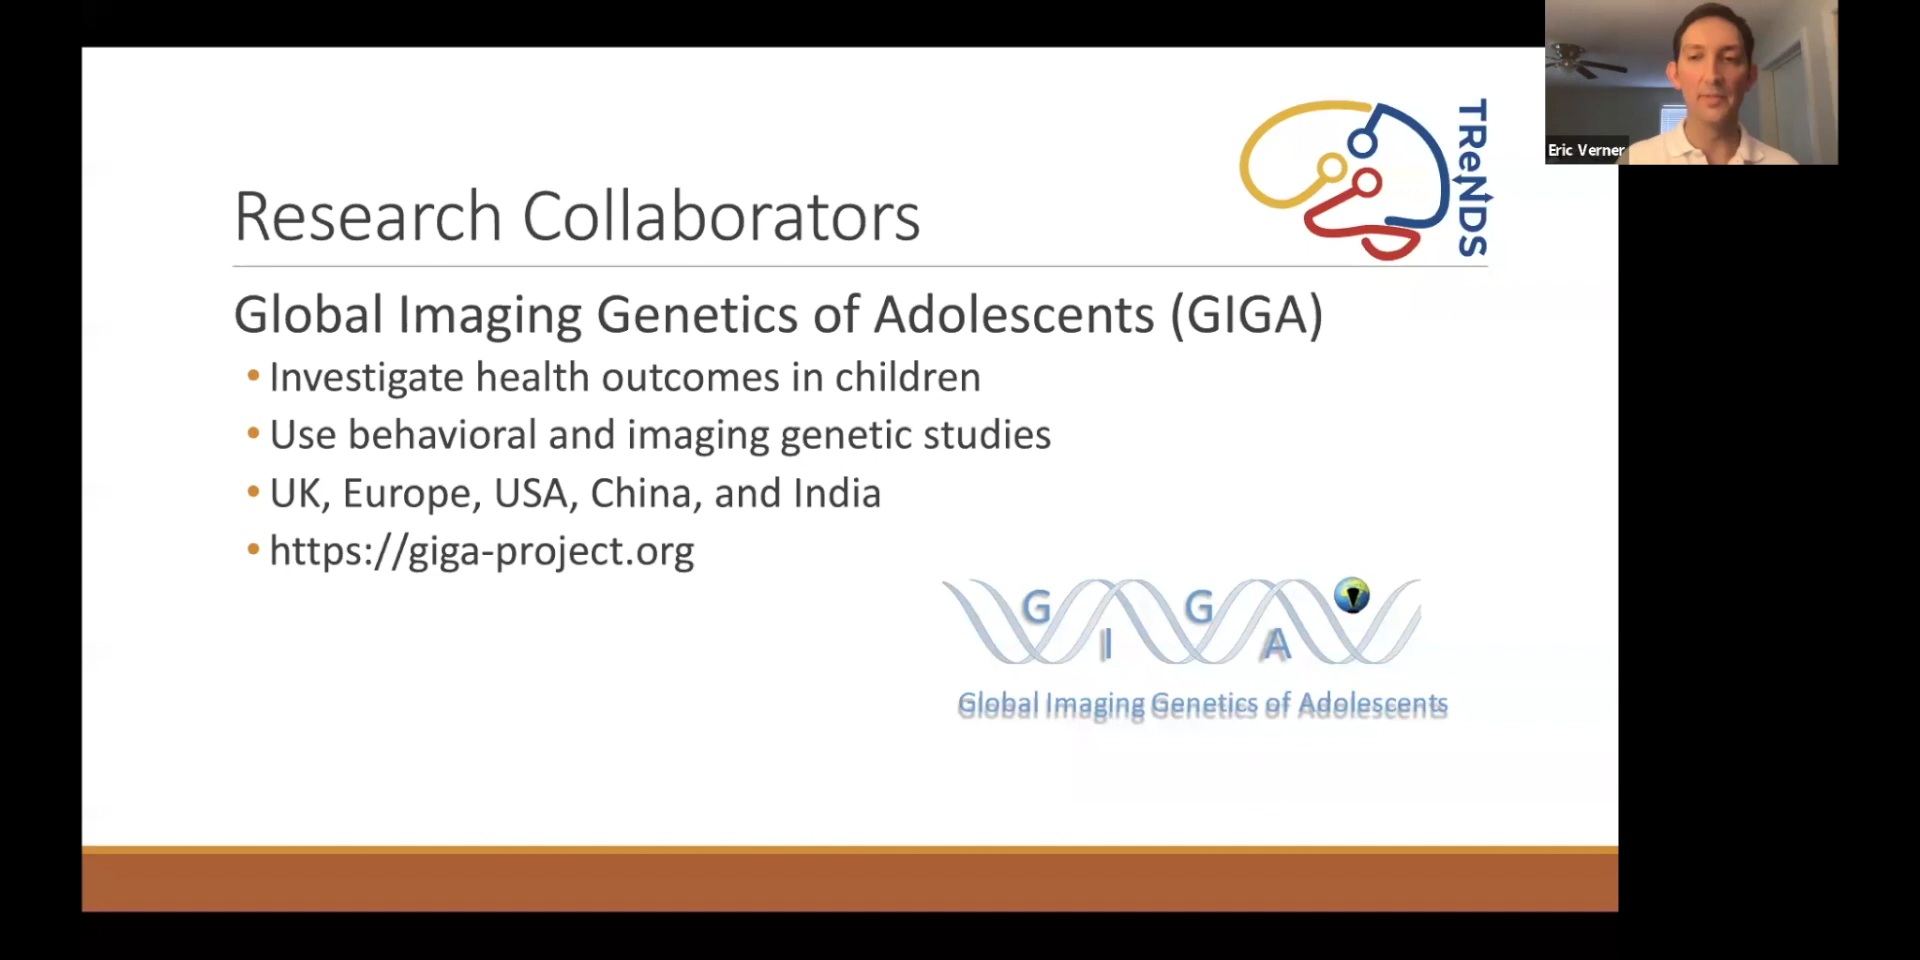 TReNDS
Eric Verner
Research Collaborators
Global Imaging Genetics of Adolescents (GIGA)
• Investigate health outcomes in children
• Use behavioral and imaging genetic studies
• UK, Europe, USA, China, and India
• https://giga-project.org
G I G A
Global Imaging Genetics of Adolescents